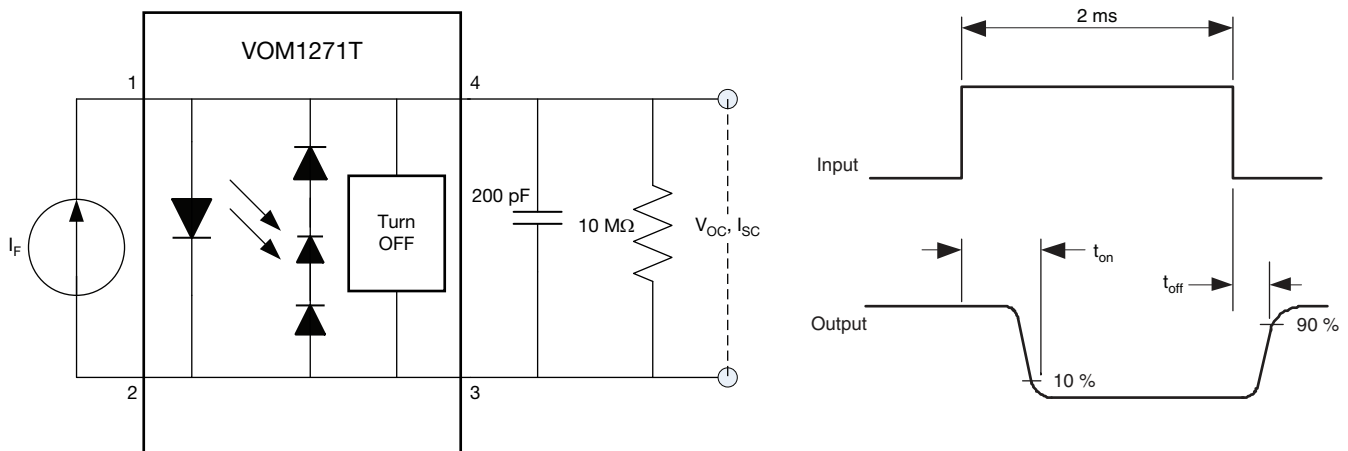 VOM1271T
1
4
2
3
I_F
Turn
OFF
200 pF
10 MΩ
V_OC, I_SC
2 ms
Input
t_on
t_off
Output
90 %
10 %